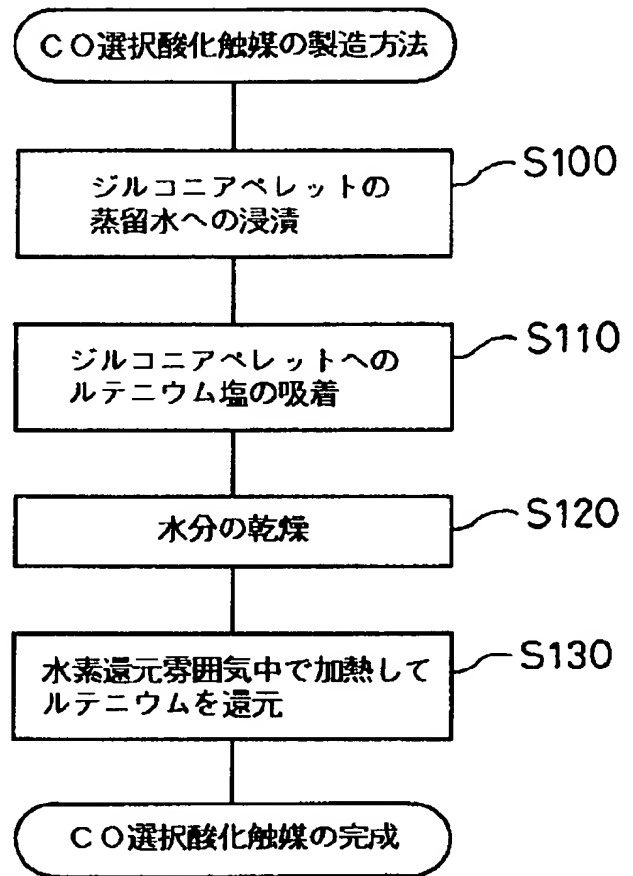 CO選択酸化触媒の製造方法
ジルコニアペレットの
蒸留水への浸漬
S100
ジルコニアペレットへの
ルテニウム塩の吸着
S110
水分の乾燥
S120
水素還元雰囲気中で加熱して
ルテニウムを還元
S130
CO選択酸化触媒の完成